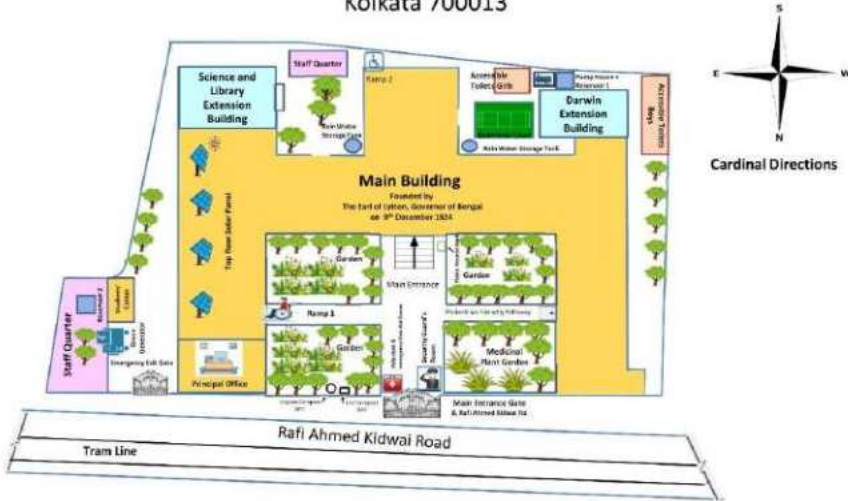 Kolkata 700013
S
E
W
N
Cardinal Directions
Staff Quarter
Ramp 2
Science and
Library
Extension
Building
Rain Water
Storage Tank
Accessible
Toilets Girls
Pump House &
Reservoir 1
Darwin
Extension
Building
Accessible Toilets
Boys
Rain Water Storage Tank
Main Building
Founded by
The Earl of Lytton, Governor of Bengal
on 9th December 1924
Top floor Solar Panel
Garden
Main Entrance
Garden
Ramp 1
Staff Quarter
Reservoir 2
Students'
Generator
Emergency Exit Gate
Principal Office
Garden
Security Guard's
Room
Medicinal
Plant Garden
Main Entrance Gate
& Rafi Ahmed Kidwai Rd
Rafi Ahmed Kidwai Road
Tram Line